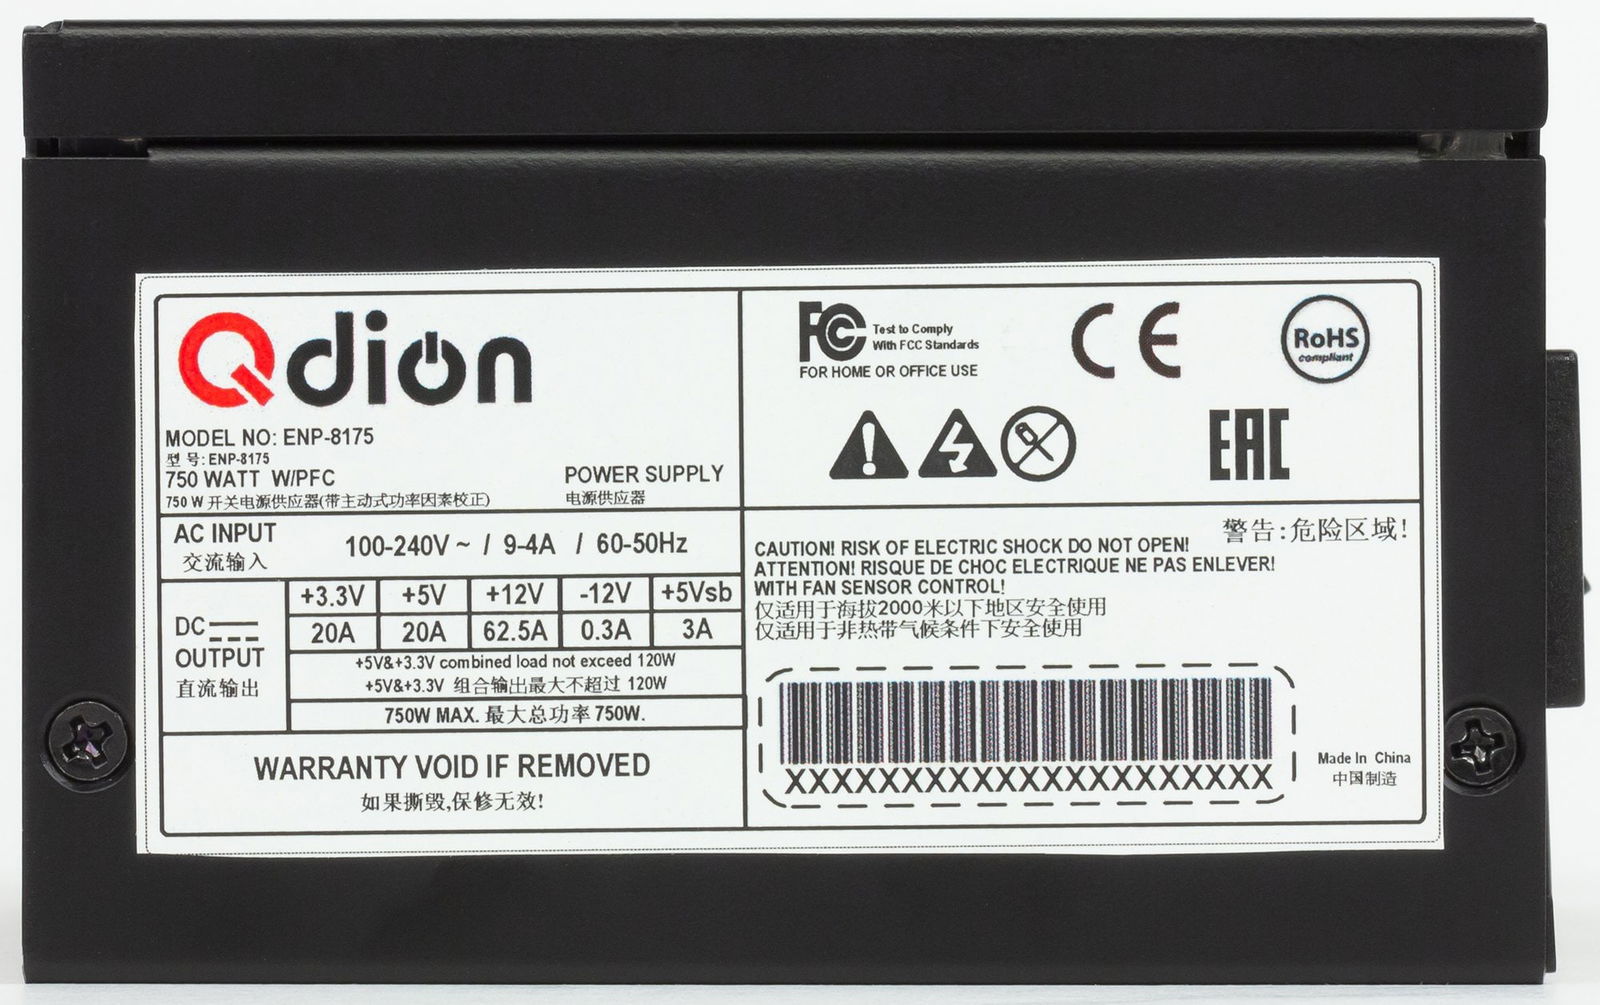 Qdion
MODEL NO: ENP-8175
型 号: ENP-8175
750 WATT W/PFC POWER SUPPLY
750 W 开关电源供应器(带主动式功率因素校正) 电源供应器
AC INPUT
交流输入
100-240V ~ / 9-4A / 60-50Hz
DC
OUTPUT
直流输出
+3.3V +5V +12V -12V +5Vsb
20A 20A 62.5A 0.3A 3A
+5V&+3.3V combined load not exceed 120W
+5V&+3.3V 组合输出最大不超过 120W
750W MAX. 最大总功率 750W.
WARRANTY VOID IF REMOVED
如果撕毁,保修无效!
FC Test to Comply
With FCC Standards
FOR HOME OR OFFICE USE
CE
RoHS
compliant
EAC
警告:危险区域!
CAUTION! RISK OF ELECTRIC SHOCK DO NOT OPEN!
ATTENTION! RISQUE DE CHOC ELECTRIQUE NE PAS ENLEVER!
WITH FAN SENSOR CONTROL!
仅适用于海拔2000米以下地区安全使用
仅适用于非热带气候条件下安全使用
XXXXXXXXXXXXXXXXXXXXX
Made In China
中国制造